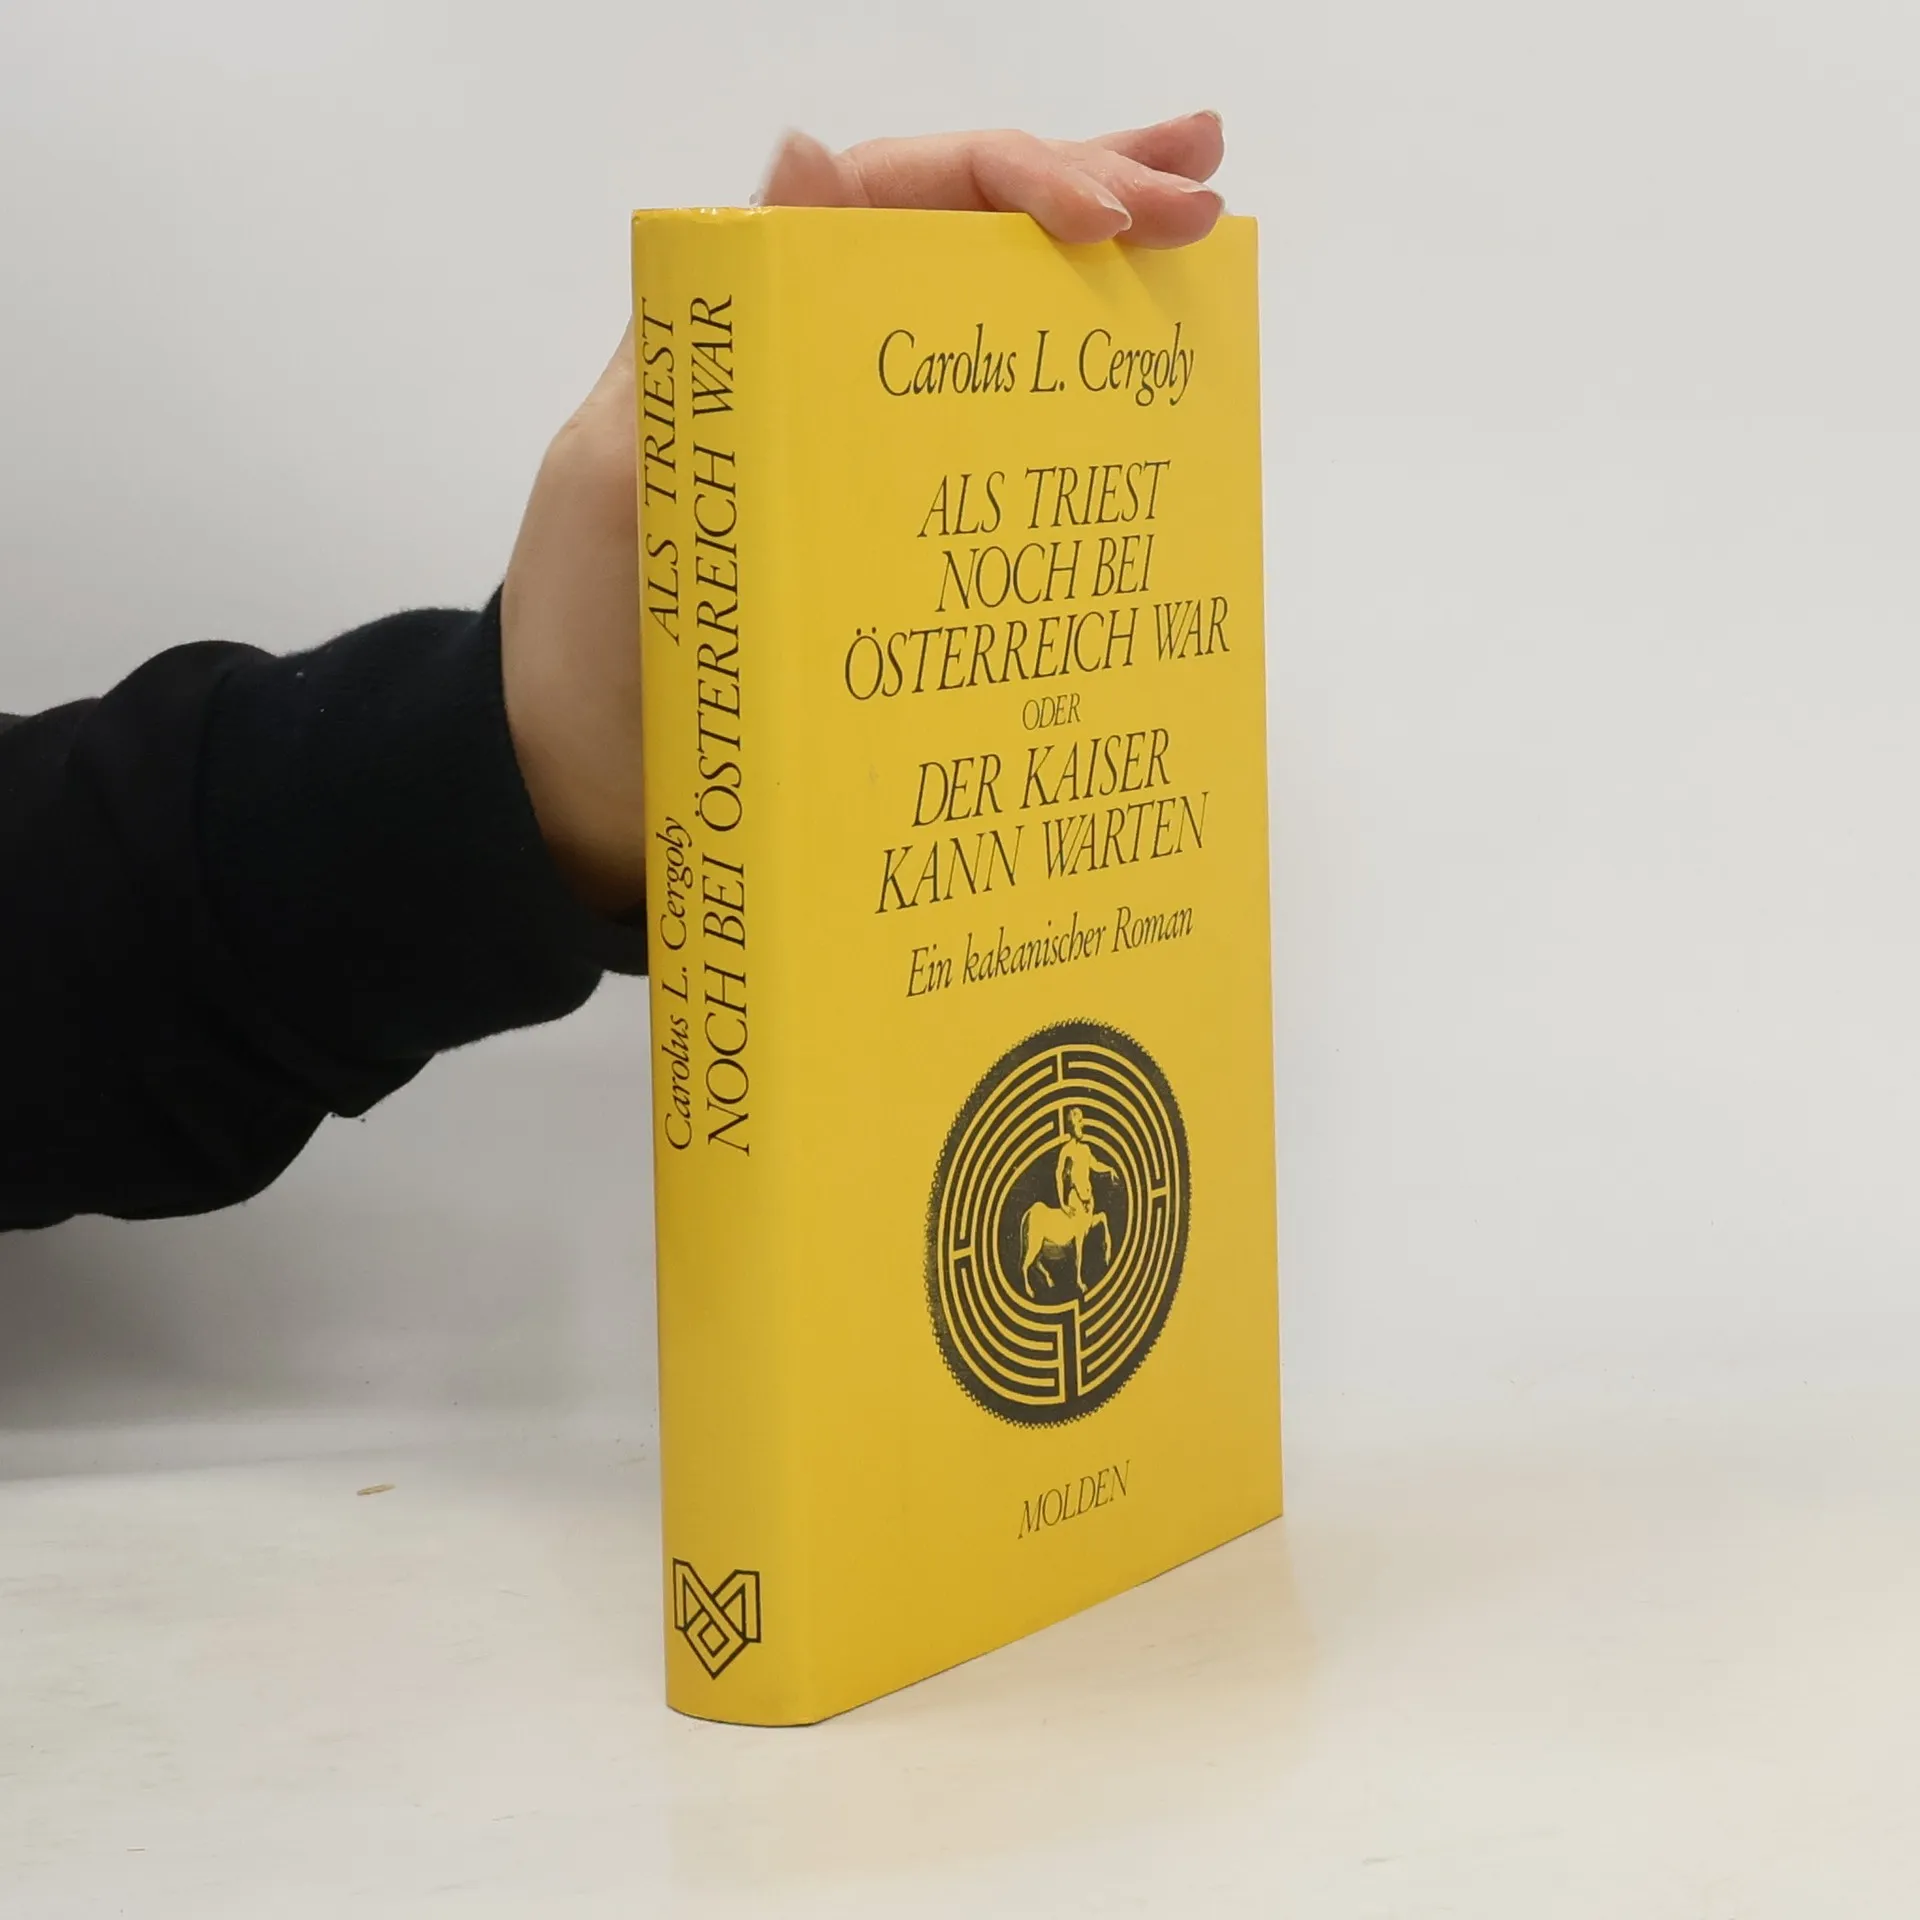 Carolus L. Cergoly
ALS TRIEST
NOCH BEI
ÖSTERREICH WAR
ODER
DER KAISER
KANN WARTEN
Ein kakanischer Roman
MOLDEN
Carolus L. Cergoly
ALS TRIEST
NOCH BEI ÖSTERREICH WAR